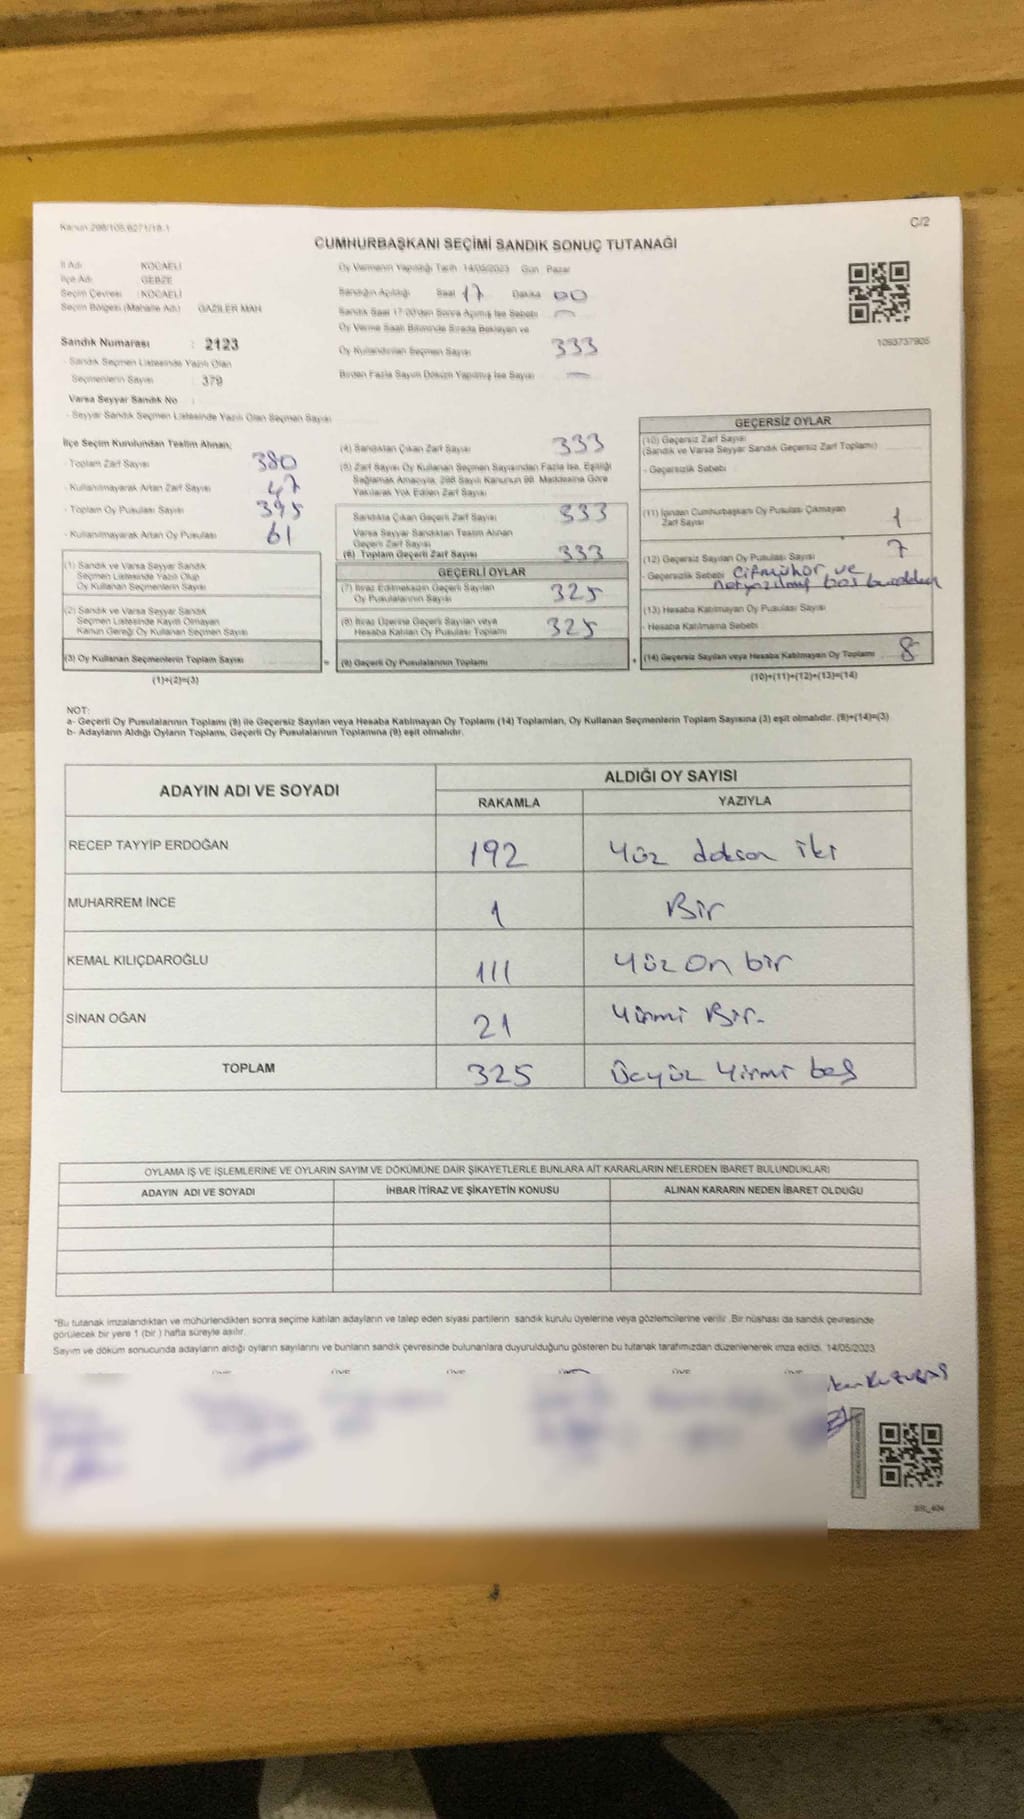 Kanun 298/105,6271/18.1
C/2
CUMHURBAŞKANI SEÇİMİ SANDIK SONUÇ TUTANAĞI
İl Adı KOCAELİ
İlçe Adı GEBZE
Seçim Çevresi : KOCAELİ
Seçim Bölgesi (Mahalle Adı) GAZİLER MAH
Sandık Numarası : 2123
- Sandık Seçmen Listesinde Yazılı Olan
Seçmenlerin Sayısı : 379
Varsa Seyyar Sandık No :
- Seyyar Sandık Seçmen Listesinde Yazılı Olan Seçmen Sayısı
Oy Vermenin Yapıldığı Tarih 14/05/2023 Gün Pazar
Sandığın Açıldığı Saat 17 Dakika 00
Sandık Saat 17:00'den Sonra Açılmış İse Sebebi —
Oy Verme Saati Bitiminde Sırada Bekleyen ve
Oy Kullandırılan Seçmen Sayısı 333
Birden Fazla Sayım Döküm Yapılmış İse Sayısı —
1093737905
İlçe Seçim Kurulundan Teslim Alınan;
- Toplam Zarf Sayısı 380
- Kullanılmayarak Artan Zarf Sayısı 47
- Toplam Oy Pusulası Sayısı 395
- Kullanılmayarak Artan Oy Pusulası 61
(1) Sandık ve Varsa Seyyar Sandık
Seçmen Listesinde Yazılı Olup
Oy Kullanan Seçmenlerin Sayısı
(2) Sandık ve Varsa Seyyar Sandık
Seçmen Listesinde Kayıtlı Olmayan
Kanun Gereği Oy Kullanan Seçmen Sayısı
(3) Oy Kullanan Seçmenlerin Toplam Sayısı
(1)+(2)=(3)
(4) Sandıktan Çıkan Zarf Sayısı 333
(5) Zarf Sayısı Oy Kullanan Seçmen Sayısından Fazla İse, Eşitliği
Sağlamak Amacıyla, 298 Sayılı Kanunun 98. Maddesine Göre
Yakılarak Yok Edilen Zarf Sayısı
Sandıkta Çıkan Geçerli Zarf Sayısı 333
Varsa Seyyar Sandıktan Teslim Alınan
Geçerli Zarf Sayısı
(6) Toplam Geçerli Zarf Sayısı 333
GEÇERLİ OYLAR
(7) İtiraz Edilmeksizin Geçerli Sayılan
Oy Pusulalarının Sayısı 325
(8) İtiraz Üzerine Geçerli Sayılan veya
Hesaba Katılan Oy Pusulası Toplamı 325
= (9) Geçerli Oy Pusulalarının Toplamı +
GEÇERSİZ OYLAR
(10) Geçersiz Zarf Sayısı
(Sandık ve Varsa Seyyar Sandık Geçersiz Zarf Toplamı)
- Geçersizlik Sebebi
(11) İçinden Cumhurbaşkanı Oy Pusulası Çıkmayan
Zarf Sayısı 1
(12) Geçersiz Sayılan Oy Pusulası Sayısı 7
- Geçersizlik Sebebi Çift mühür ve
(13) Hesaba Katılmayan Oy Pusulası Sayısı
- Hesaba Katılmama Sebebi
(14) Geçersiz Sayılan veya Hesaba Katılmayan Oy Toplamı 8
(10)+(11)+(12)+(13)=(14)
NOT:
a- Geçerli Oy Pusulalarının Toplamı (9) ile Geçersiz Sayılan veya Hesaba Katılmayan Oy Toplamı (14) Toplamları, Oy Kullanan Seçmenlerin Toplam Sayısına (3) eşit olmalıdır. (9)+(14)=(3)
b- Adayların Aldığı Oyların Toplamı, Geçerli Oy Pusulalarının Toplamına (9) eşit olmalıdır.
ADAYIN ADI VE SOYADI ALDIĞI OY SAYISI
RAKAMLA YAZIYLA
RECEP TAYYİP ERDOĞAN 192 Yüz doksan iki
MUHARREM İNCE 1 Bir
KEMAL KILIÇDAROĞLU 111 Yüz on bir
SİNAN OĞAN 21 Yirmi Bir.
TOPLAM 325 Üçyüz Yirmi beş
OYLAMA İŞ VE İŞLEMLERİNE VE OYLARIN SAYIM VE DÖKÜMÜNE DAİR ŞİKAYETLERLE BUNLARA AİT KARARLARIN NELERDEN İBARET BULUNDUKLARI
ADAYIN ADI VE SOYADI İHBAR İTİRAZ VE ŞİKAYETİN KONUSU ALINAN KARARIN NEDEN İBARET OLDUĞU
*Bu tutanak imzalandıktan ve mühürlendikten sonra seçime katılan adayların ve talep eden siyasi partilerin sandık kurulu üyelerine veya gözlemcilerine verilir. Bir nüshası da sandık çevresinde
görülecek bir yere 1 (bir) hafta süreyle asılır.
Sayım ve döküm sonucunda adayların aldığı oyların sayılarını ve bunların sandık çevresinde bulunanlara duyurulduğunu gösteren bu tutanak tarafımızdan düzenlenerek imza edildi. 14/05/2023